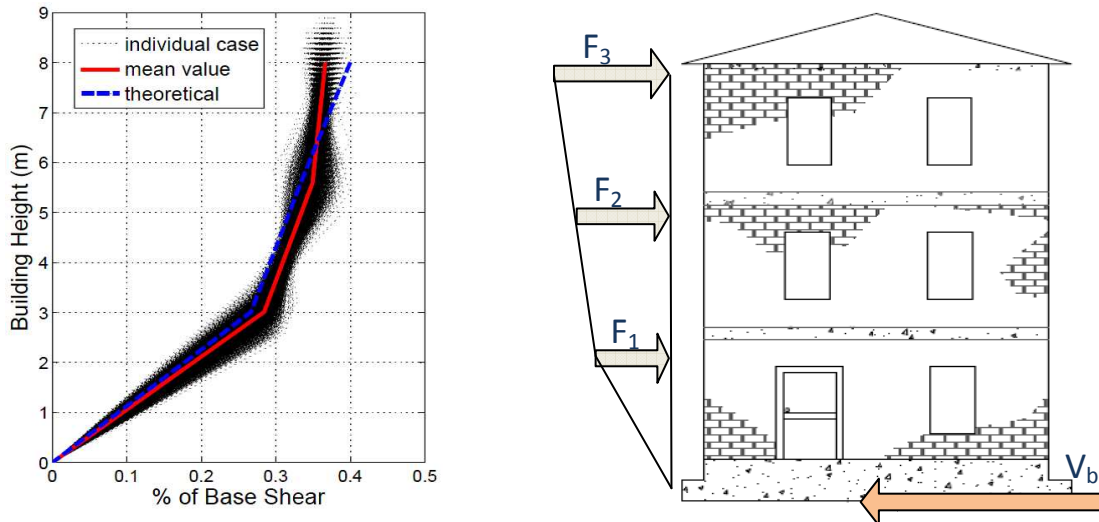 9
8
7
6
5
4
3
2
1
0
Building Height (m)
individual case
mean value
theoretical
0 0.1 0.2 0.3 0.4 0.5
% of Base Shear
F3
F2
F1
Vb